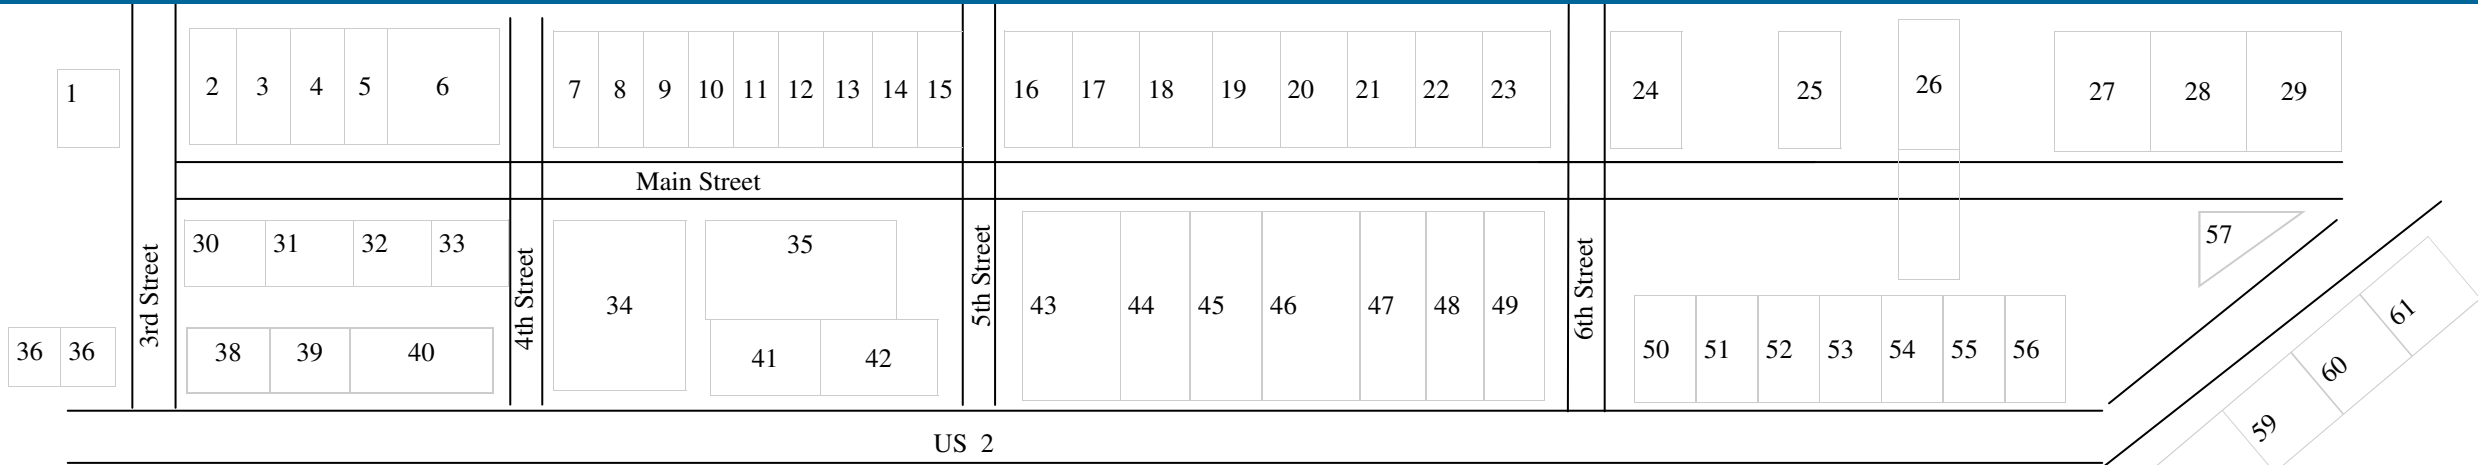 1
2 3 4 5 6
7 8 9 10 11 12 13 14 15
16 17 18 19 20 21 22 23
24 25 26 27 28 29
Main Street
30 31 32 33
34
35
36 36
38 39 40
41 42
43 44 45 46 47 48 49
50 51 52 53 54 55 56
57
59
60
61
3rd Street
4th Street
5th Street
6th Street
US 2